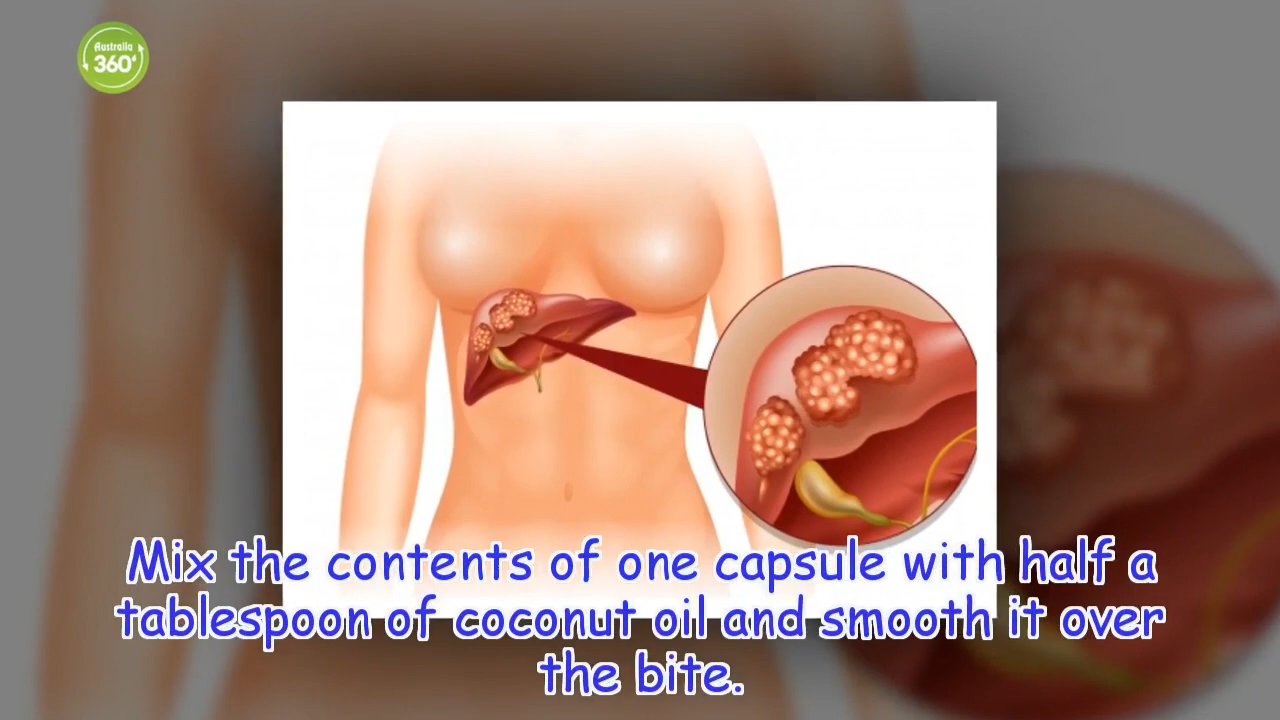 Australia
360°
Mix the contents of one capsule with half a
tablespoon of coconut oil and smooth it over
the bite.